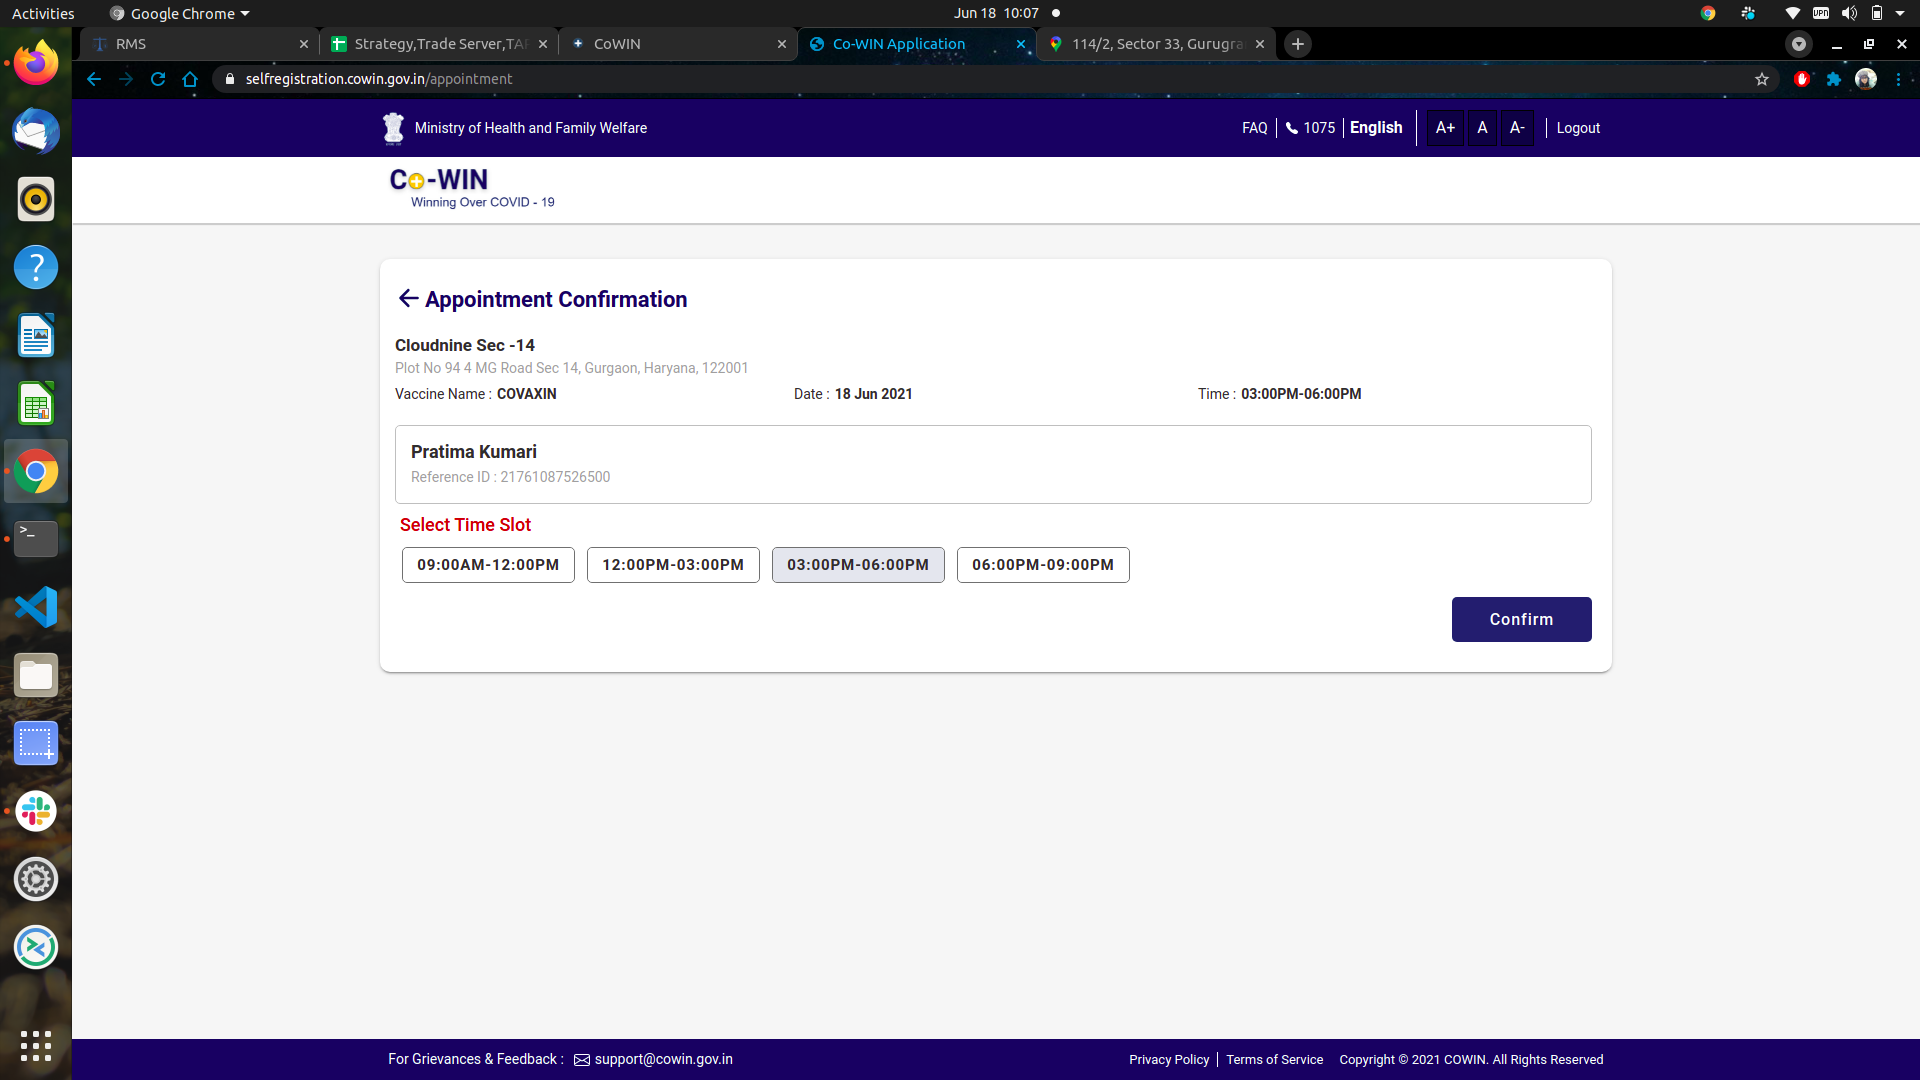 Activities Google Chrome Jun 18 10:07
RMS Strategy,Trade Server,TAF CoWIN Co-WIN Application 114/2, Sector 33, Gurugra
selfregistration.cowin.gov.in/appointment
Ministry of Health and Family Welfare FAQ 1075 English A+ A A- Logout
Co-WIN
Winning Over COVID - 19
Appointment Confirmation
Cloudnine Sec -14
Plot No 94 4 MG Road Sec 14, Gurgaon, Haryana, 122001
Vaccine Name : COVAXIN Date : 18 Jun 2021 Time : 03:00PM-06:00PM
Pratima Kumari
Reference ID : 21761087526500
Select Time Slot
09:00AM-12:00PM 12:00PM-03:00PM 03:00PM-06:00PM 06:00PM-09:00PM
Confirm
For Grievances & Feedback : support@cowin.gov.in Privacy Policy Terms of Service Copyright © 2021 COWIN. All Rights Reserved